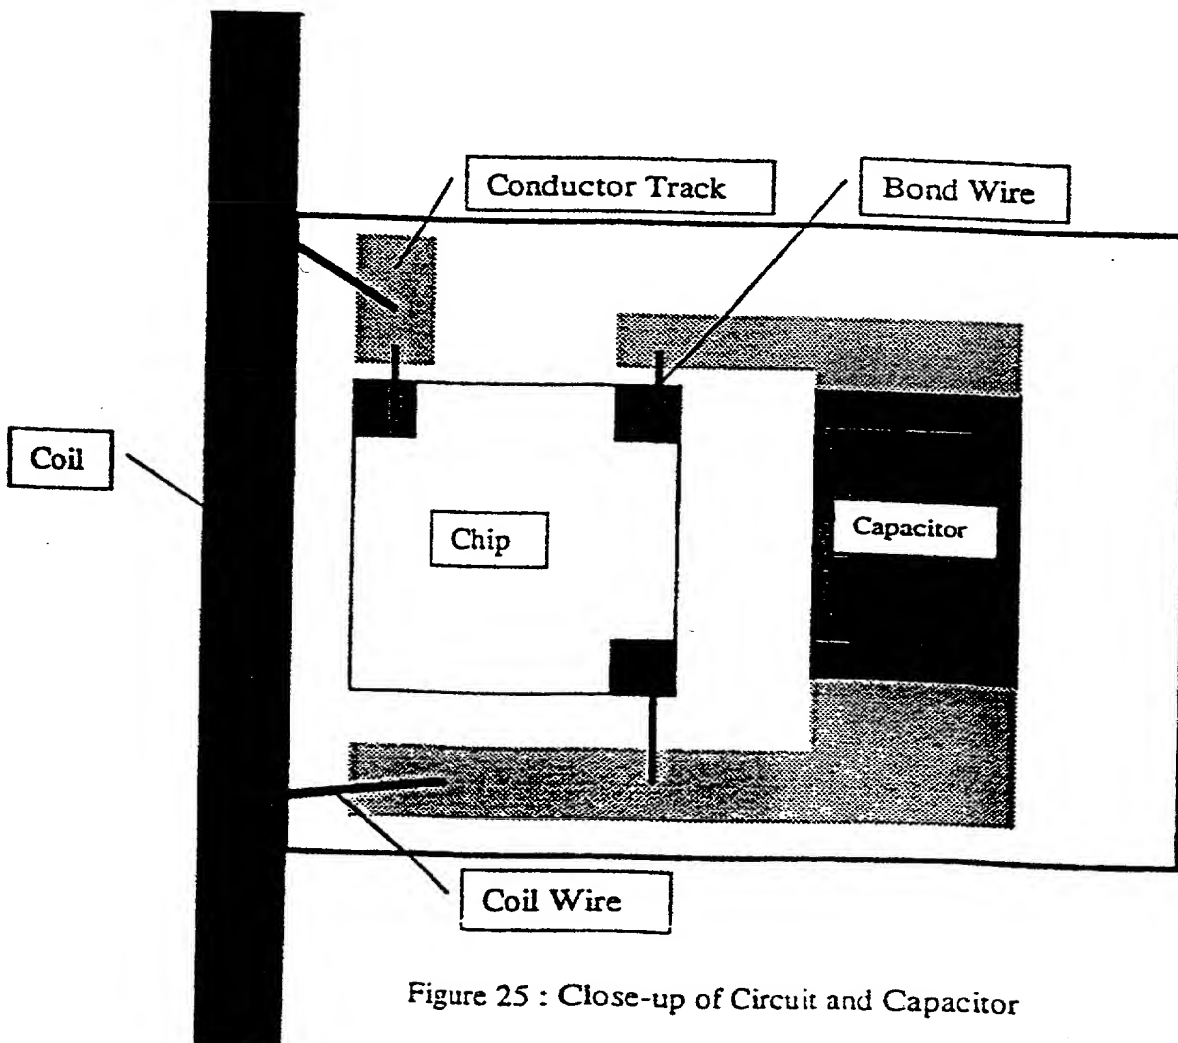 Conductor Track
Bond Wire
Coil
Chip
Capacitor
Coil Wire
Figure 25 : Close-up of Circuit and Capacitor